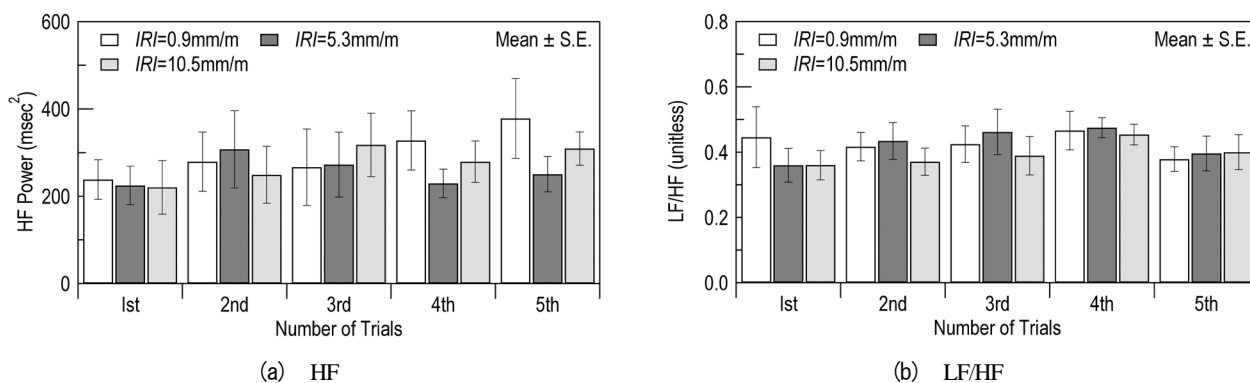 600
400
200
0
HF Power (msec²)
IRI=0.9mm/m IRI=5.3mm/m Mean ± S.E.
IRI=10.5mm/m
Ist 2nd 3rd 4th 5th
Number of Trials
(a) HF
0.8
0.6
0.4
0.2
0.0
LF/HF (unitless)
IRI=0.9mm/m IRI=5.3mm/m Mean ± S.E.
IRI=10.5mm/m
Ist 2nd 3rd 4th 5th
Number of Trials
(b) LF/HF